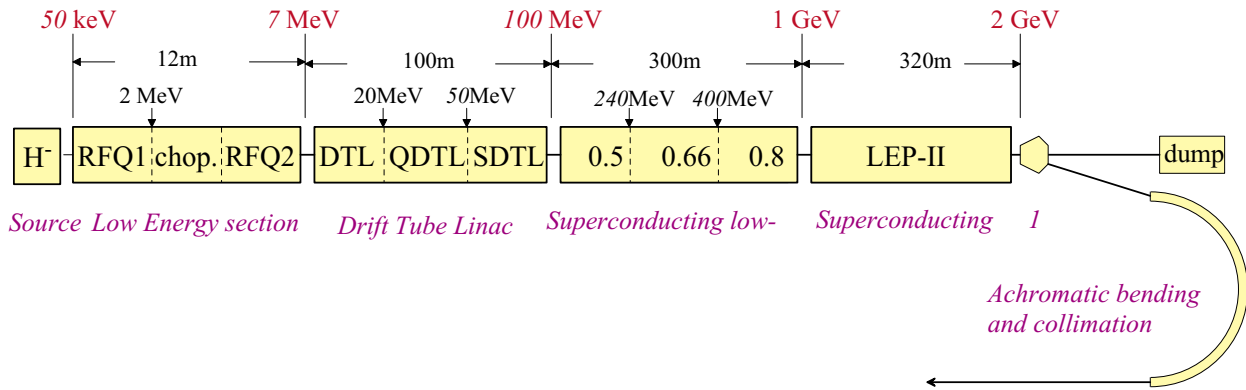 50 keV 7 MeV 100 MeV 1 GeV 2 GeV
12m 100m 300m 320m
2 MeV 20MeV 50MeV 240MeV 400MeV
H- RFQ1 chop. RFQ2 DTL QDTL SDTL 0.5 0.66 0.8 LEP-II dump
Source Low Energy section Drift Tube Linac Superconducting low- Superconducting 1
Achromatic bending
and collimation